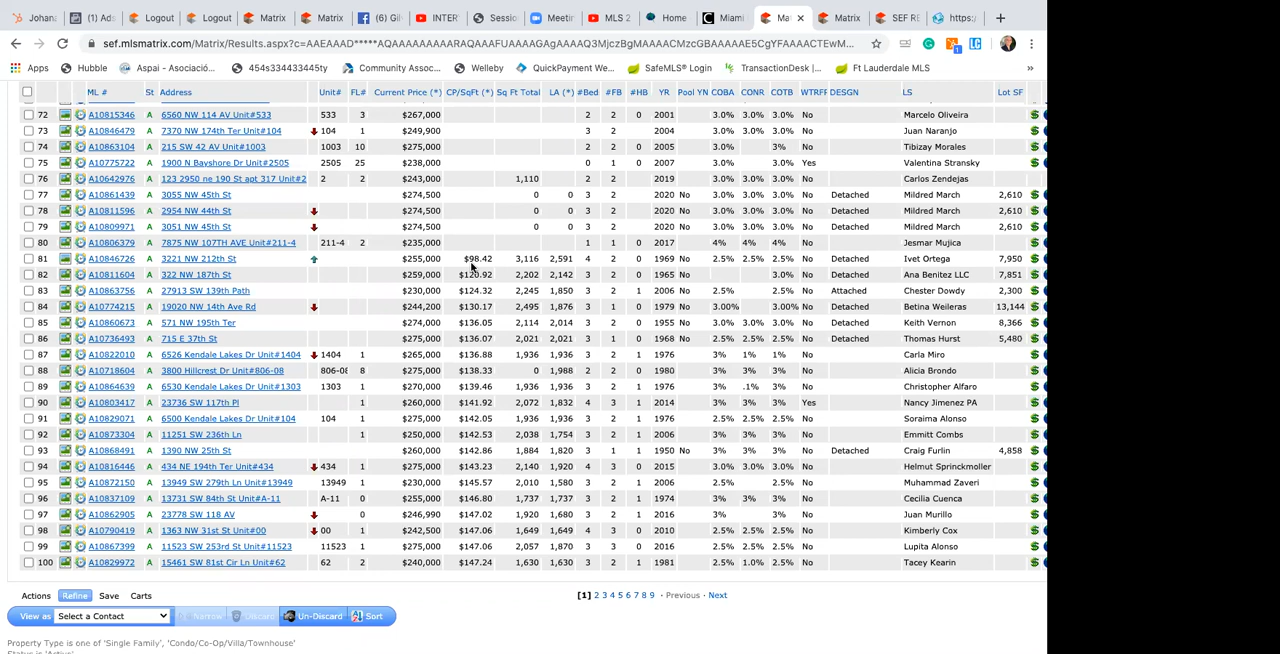 Johan (1) Ads Logout Logout Matrix Matrix (6) Gil INTER Sessio Meetin MLS 2 Home Miami Mat Matrix SEF RE https:/
sef.mlsmatrix.com/Matrix/Results.aspx?c=AAEAAAD*****AQAAAAAAAAARAQAAAFUAAAAGAgAAAAQ3MjczBgMAAAACMzcGBAAAAAE5CgYFAAAACTEwM...
Apps Hubble Aspai - Asociació... 454s334433445ty Community Assoc... Welleby QuickPayment We... SafeMLS® Login TransactionDesk |... Ft Lauderdale MLS »
ML # St Address Unit# FL# Current Price (*) CP/SqFt (*) Sq Ft Total LA (*) #Bed #FB #HB YR Pool YN COBA CONR COTB WTRFF DESGN LS Lot SF
72 A10815346 A 6560 NW 114 AV Unit#533 533 3 $267,000 2 2 0 2001 3.0% 3.0% 3.0% No Marcelo Oliveira
73 A10846479 A 7370 NW 174th Ter Unit#104 104 1 $249,900 3 2 2004 3.0% 3.0% 3.0% No Juan Naranjo
74 A10863104 A 215 SW 42 AV Unit#1003 1003 10 $275,000 2 2 0 2005 3.0% 3% No Tibizay Morales
75 A10775722 A 1900 N Bayshore Dr Unit#2505 2505 25 $238,000 0 1 0 2007 3.0% 3.0% Yes Valentina Stransky
76 A10642976 A 123 2950 ne 190 St apt 317 Unit#2 2 2 $243,000 1,110 2 2 2019 3.0% 3.0% 3.0% No Carlos Zendejas
77 A10861439 A 3055 NW 45th St $274,500 0 0 3 2 2020 No 3.0% 3.0% 3.0% No Detached Mildred March 2,610
78 A10811596 A 2954 NW 44th St $274,500 0 0 3 2 2020 No 3.0% 3.0% 3.0% No Detached Mildred March 2,610
79 A10809971 A 3051 NW 45th St $274,500 0 0 3 2 2020 No 3.0% 3.0% 3.0% No Detached Mildred March 2,610
80 A10806379 A 7875 NW 107TH AVE Unit#211-4 211-4 2 $235,000 1 1 0 2017 4% 4% 4% No Jesmar Mujica
81 A10846726 A 3221 NW 212th St $255,000 $98.42 3,116 2,591 4 2 0 1969 No 2.5% 2.5% 2.5% No Detached Ivet Ortega 7,950
82 A10811604 A 322 NW 187th St $259,000 $120.92 2,202 2,142 3 2 0 1965 No 3.0% No Detached Ana Benitez LLC 7,851
83 A10863756 A 27913 SW 139th Path $230,000 $124.32 2,245 1,850 3 2 1 2006 No 2.5% 2.5% No Attached Chester Dowdy 2,300
84 A10774215 A 19020 NW 14th Ave Rd $244,200 $130.17 2,495 1,876 3 1 0 1979 No 3.00% 3.00% No Detached Betina Weileras 13,144
85 A10860673 A 571 NW 195th Ter $274,000 $136.05 2,114 2,014 3 2 0 1955 No 3.0% 3.0% 3.0% No Detached Keith Vernon 8,366
86 A10736493 A 715 E 37th St $275,000 $136.07 2,021 2,021 3 1 1 1968 No 2.5% 2.5% 2.5% No Detached Thomas Hurst 5,480
87 A10822010 A 6526 Kendale Lakes Dr Unit#1404 1404 1 $265,000 $136.88 1,936 1,936 3 2 1 1976 3% 1% 1% No Carla Miro
88 A10718604 A 3800 Hillcrest Dr Unit#806-08 806-08 8 $275,000 $138.33 0 1,988 2 2 0 1980 3% 3% 3% No Alicia Brondo
89 A10864639 A 6530 Kendale Lakes Dr Unit#1303 1303 1 $270,000 $139.46 1,936 1,936 3 2 1 1976 3% .1% 3% No Christopher Alfaro
90 A10803417 A 23736 SW 117th Pl 1 $260,000 $141.92 2,072 1,832 4 3 1 2014 3% 3% 3% Yes Nancy Jimenez PA
91 A10829071 A 6500 Kendale Lakes Dr Unit#104 104 1 $275,000 $142.05 1,936 1,936 3 2 1 1976 2.5% 2.5% 2.5% No Soraima Alonso
92 A10873304 A 11251 SW 236th Ln 1 $250,000 $142.53 2,038 1,754 3 2 1 2006 3% 3% 3% No Emmitt Combs
93 A10868491 A 1390 NW 25th St $260,000 $142.86 1,884 1,820 3 1 1 1950 No 3% 3% 3% No Detached Craig Furlin 4,858
94 A10816446 A 434 NE 194th Ter Unit#434 434 1 $275,000 $143.23 2,140 1,920 4 3 0 2015 3.0% 3.0% 3.0% No Helmut Sprinckmoller
95 A10872150 A 13949 SW 279th Ln Unit#13949 13949 1 $230,000 $145.57 2,010 1,580 3 2 1 2006 2.5% 2.5% No Muhammad Zaveri
96 A10837109 A 13731 SW 84th St Unit#A-11 A-11 0 $255,000 $146.80 1,737 1,737 3 2 1 1974 3% 3% 3% No Cecilia Cuenca
97 A10862905 A 23778 SW 118 AV 0 $246,990 $147.02 1,920 1,680 3 2 1 2016 3% 3% No Juan Murillo
98 A10790419 A 1363 NW 31st St Unit#00 00 1 $242,500 $147.06 1,649 1,649 4 3 0 2010 2.5% 2.5% 2.5% No Kimberly Cox
99 A10867399 A 11523 SW 253rd St Unit#11523 11523 1 $275,000 $147.06 2,057 1,870 3 3 0 2016 2.5% 2.5% 2.5% No Lupita Alonso
100 A10829972 A 15461 SW 81st Cir Ln Unit#62 62 2 $240,000 $147.24 1,630 1,630 3 2 1 1981 2.5% 1.0% 2.5% No Tacey Kearin
Actions Refine Save Carts [1] 2 3 4 5 6 7 8 9 · Previous · Next
View as Select a Contact Narrow Discard Un-Discard Sort
Property Type is one of 'Single Family', 'Condo/Co-Op/Villa/Townhouse'
Status is 'Active'